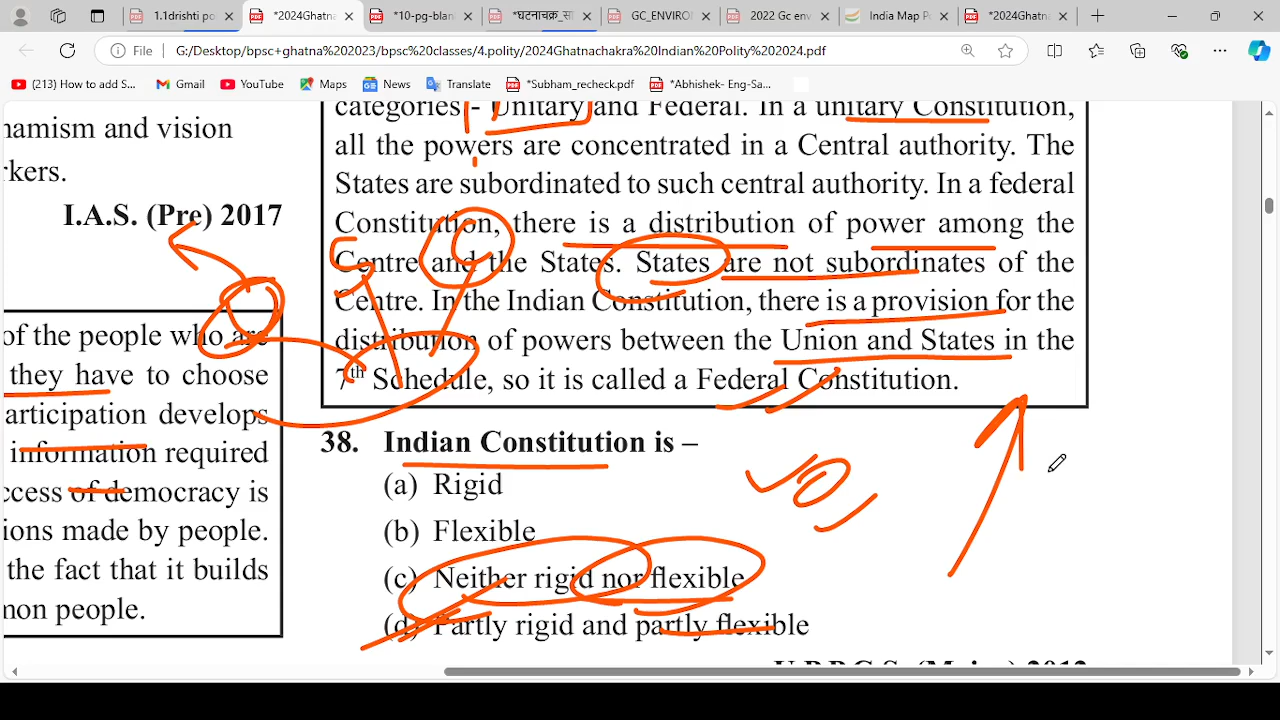 1.1drishti po
*2024Ghatna
*10-pg-blan
*घटनाचक्र_सा
GC_ENVIRO
2022 Gc env
India Map P
*2024Ghatna
File
G:/Desktop/bpsc+ghatna%202023/bpsc%20classes/4.polity/2024Ghatnachakra%20Indian%20Polity%202024.pdf
(213) How to add S...
Gmail
YouTube
Maps
News
Translate
*Subham_recheck.pdf
*Abhishek- Eng-Sa...
namism and vision
rkers.
I.A.S. (Pre) 2017
of the people who are
they have to choose
articipation develops
information required
ccess of democracy is
ions made by people.
the fact that it builds
mon people.
categories - Unitary and Federal. In a unitary Constitution,
all the powers are concentrated in a Central authority. The
States are subordinated to such central authority. In a federal
Constitution, there is a distribution of power among the
Centre and the States. States are not subordinates of the
Centre. In the Indian Constitution, there is a provision for the
distribution of powers between the Union and States in the
7th Schedule, so it is called a Federal Constitution.
38. Indian Constitution is –
(a) Rigid
(b) Flexible
(c) Neither rigid nor flexible
(d) Partly rigid and partly flexible